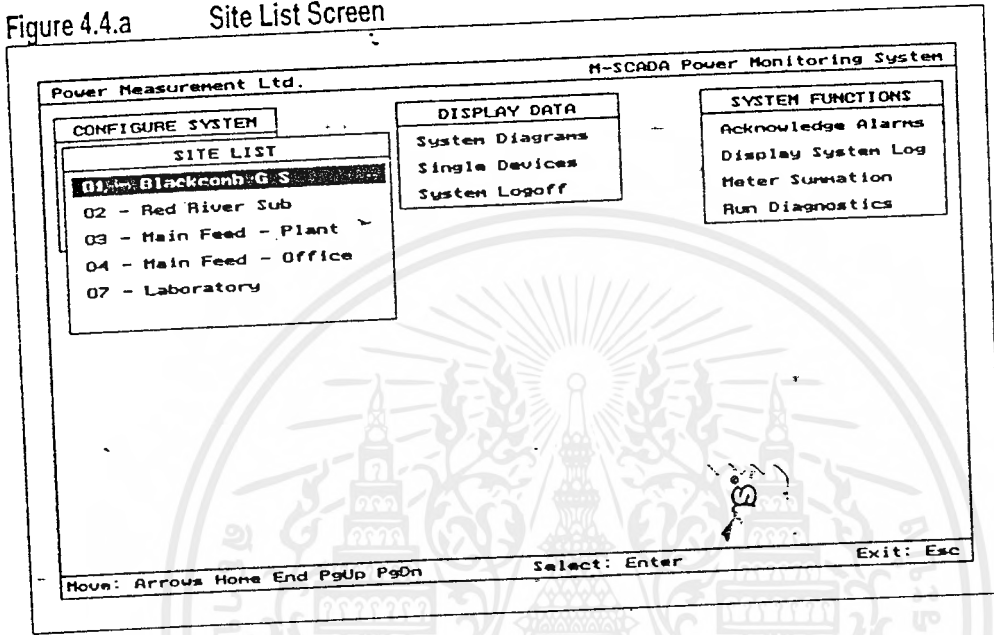 Figure 4.4.a Site List Screen
Power Measurement Ltd. M-SCADA Power Monitoring System
CONFIGURE SYSTEM
SITE LIST
01 - Blackcomb G S
02 - Red River Sub
03 - Main Feed - Plant
04 - Main Feed - Office
07 - Laboratory
DISPLAY DATA
System Diagrams
Single Devices
System Logoff
SYSTEM FUNCTIONS
Acknowledge Alarms
Display System Log
Meter Summation
Run Diagnostics
Move: Arrows Home End PgUp PgDn Select: Enter Exit: Esc